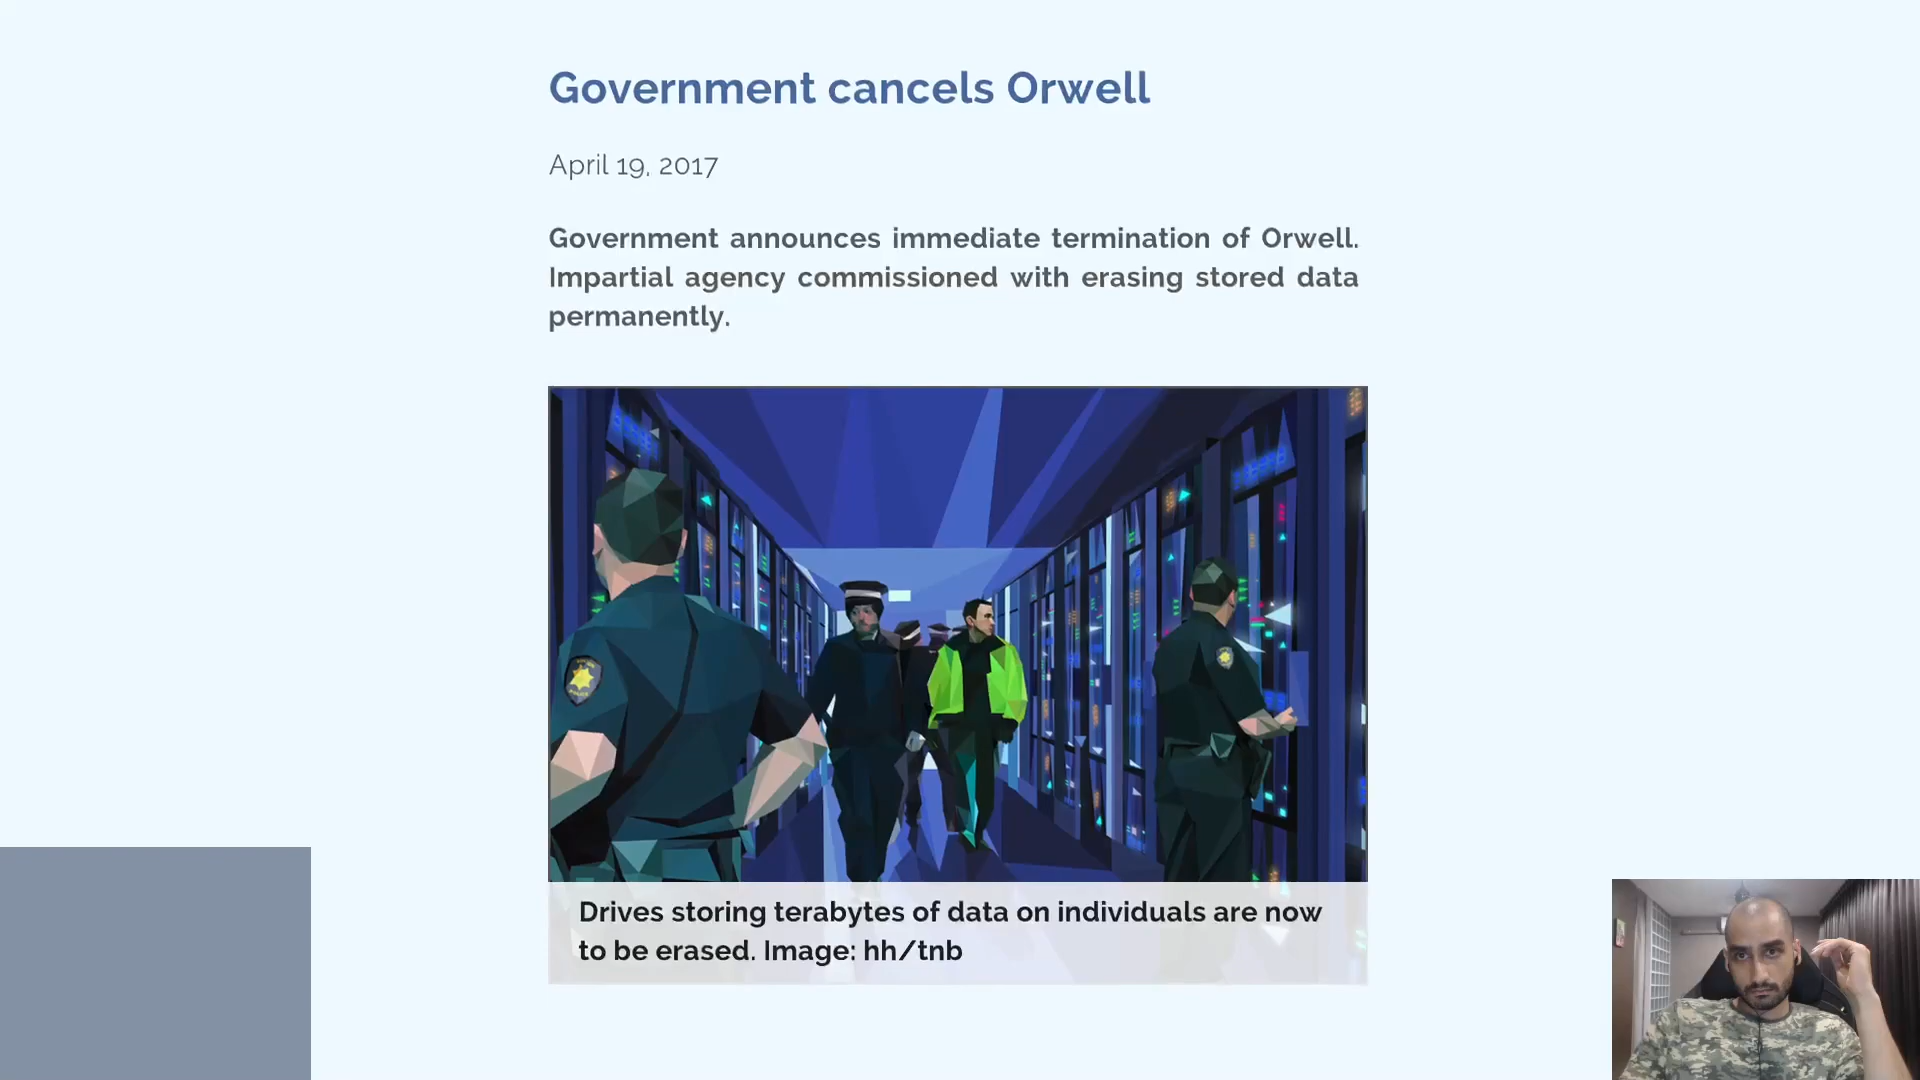 Government cancels Orwell
April 19, 2017
Government announces immediate termination of Orwell.
Impartial agency commissioned with erasing stored data
permanently.
Drives storing terabytes of data on individuals are now
to be erased. Image: hh/tnb